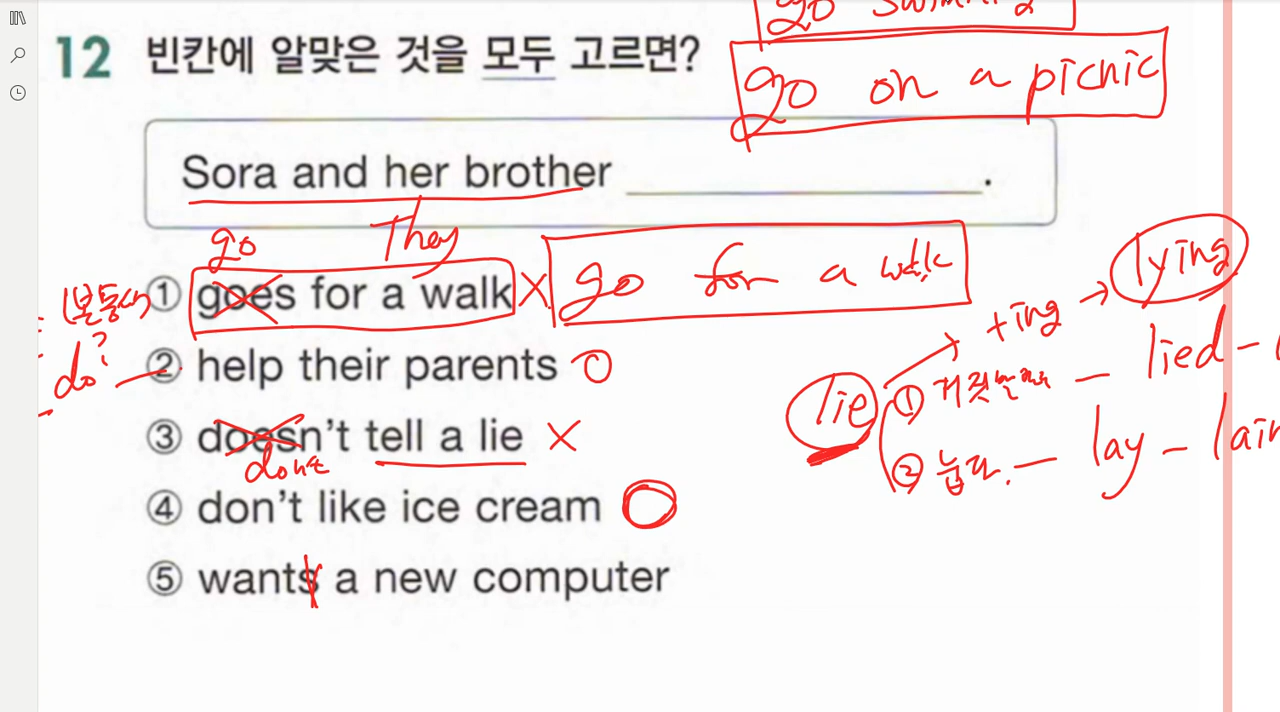 go swimming
12 빈칸에 알맞은 것을 모두 고르면?
go on a picnic
Sora and her brother ____________.
go They
① goes for a walk X go for a walk
② help their parents O
③ doesn't tell a lie X
don't
④ don't like ice cream O
⑤ wants a new computer
do?
lie +ing → lying
① 거짓말하다 - lied -
② 눕다. - lay -